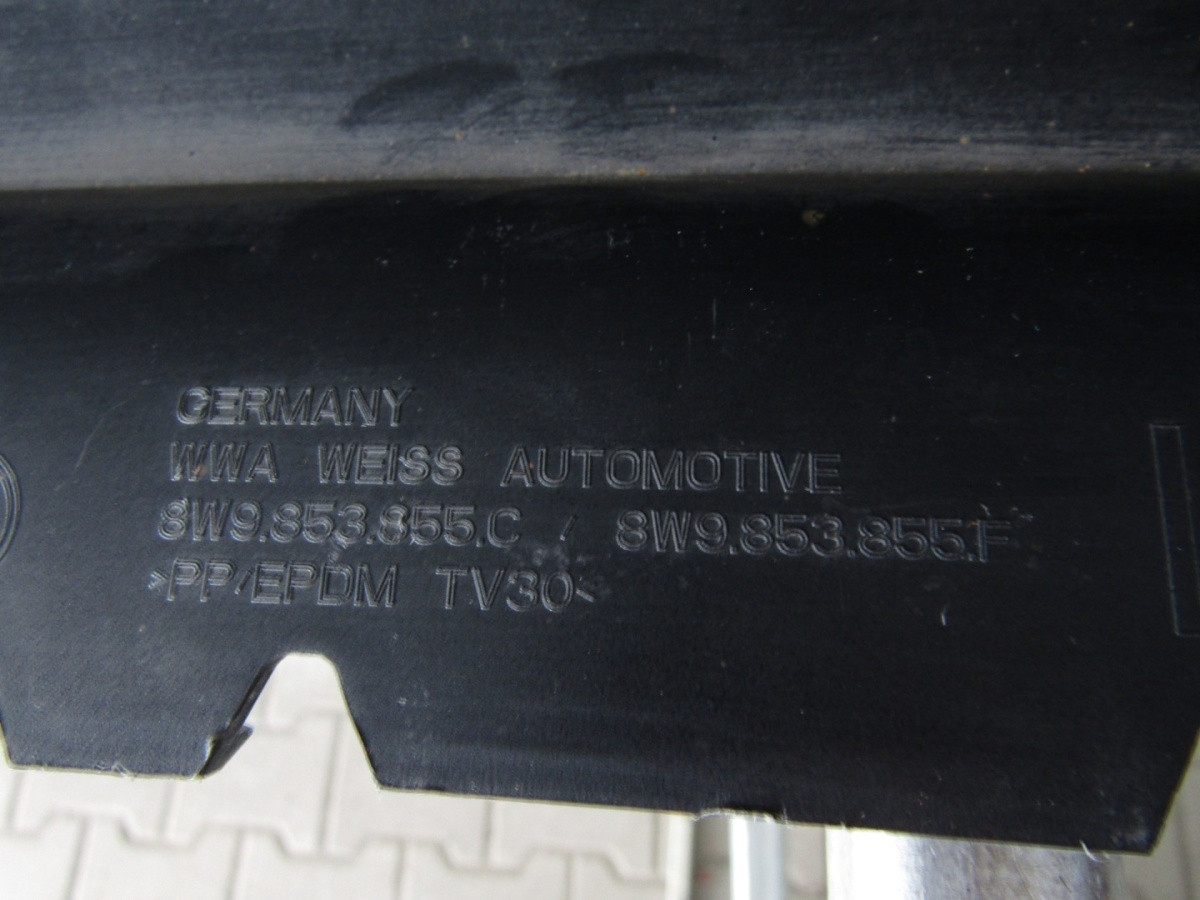 GERMANY
WWA WEISS AUTOMOTIVE
8W9.853.855.C / 8W9.853.855.F
>PP/EPDM TV30<